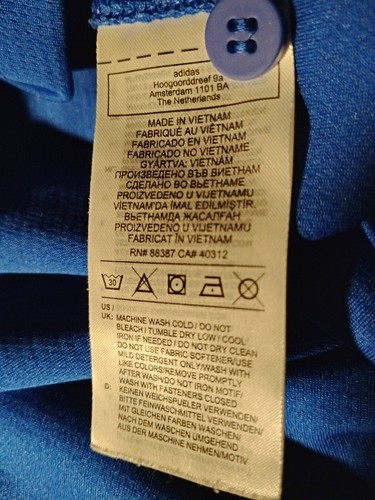 adidas
Hoogoorddreef 9a
Amsterdam 1101 BA
The Netherlands
MADE IN VIETNAM
FABRIQUÉ AU VIÊTNAM
FABRICADO EN VIETNAM
FABRICADO NO VIETNAME
GYÁRTVA: VIETNÁM
ПРОИЗВЕДЕНО ВЪВ ВИЕТНАМ
СДЕЛАНО ВО ВЬЕТНАМЕ
PROIZVEDENO U VIJETNAMU
VIETNAM'DA İMAL EDİLMİŞTİR.
ВЬЕТНАМДА ЖАСАЛҒАН
PROIZVEDENO U VIJETNAMU
FABRICAT ÎN VIETNAM
RN# 88387 CA# 40312
30
US /
UK: MACHINE WASH COLD / DO NOT
BLEACH / TUMBLE DRY LOW / COOL
IRON IF NEEDED / DO NOT DRY CLEAN
DO NOT USE FABRIC SOFTENER/USE
MILD DETERGENT ONLY/WASH WITH
LIKE COLORS/REMOVE PROMPTLY
AFTER WASH/DO NOT IRON MOTIF/
WASH WITH FASTENERS CLOSED
D: KEINEN WEICHSPUELER VERWENDEN/
BITTE FEINWASCHMITTEL VERWENDEN/
MIT GLEICHEN FARBEN WASCHEN/
NACH DEM WASCHEN UMGEHEND
AUS DER MASCHINE NEHMEN/MOTIV